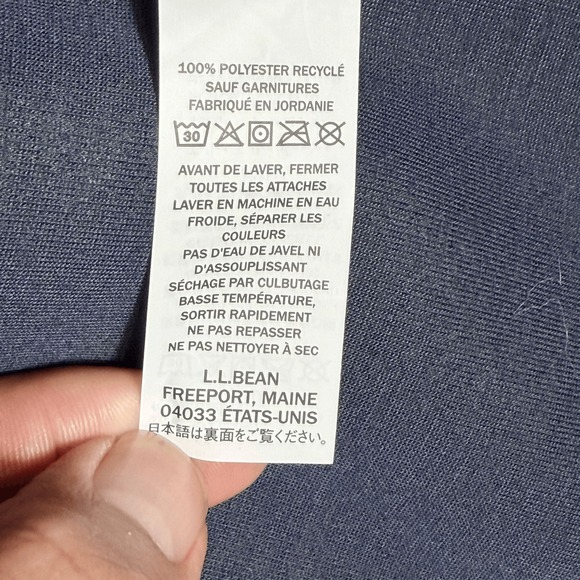 100% POLYESTER RECYCLÉ
SAUF GARNITURES
FABRIQUÉ EN JORDANIE
30
AVANT DE LAVER, FERMER
TOUTES LES ATTACHES
LAVER EN MACHINE EN EAU
FROIDE, SÉPARER LES
COULEURS
PAS D'EAU DE JAVEL NI
D'ASSOUPLISSANT
SÉCHAGE PAR CULBUTAGE
BASSE TEMPÉRATURE,
SORTIR RAPIDEMENT
NE PAS REPASSER
NE PAS NETTOYER À SEC
L.L.BEAN
FREEPORT, MAINE
04033 ÉTATS-UNIS
日本語は裏面をご覧ください。